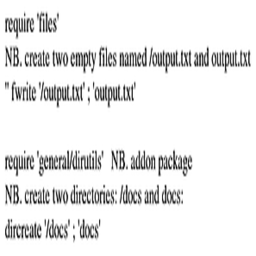 require 'files'
NB. create two empty files named /output.txt and output.txt
'' fwrite '/output.txt' ; 'output.txt'
require 'general/dirutils' NB. addon package
NB. create two directories: /docs and docs:
dircreate '/docs' ; 'docs'